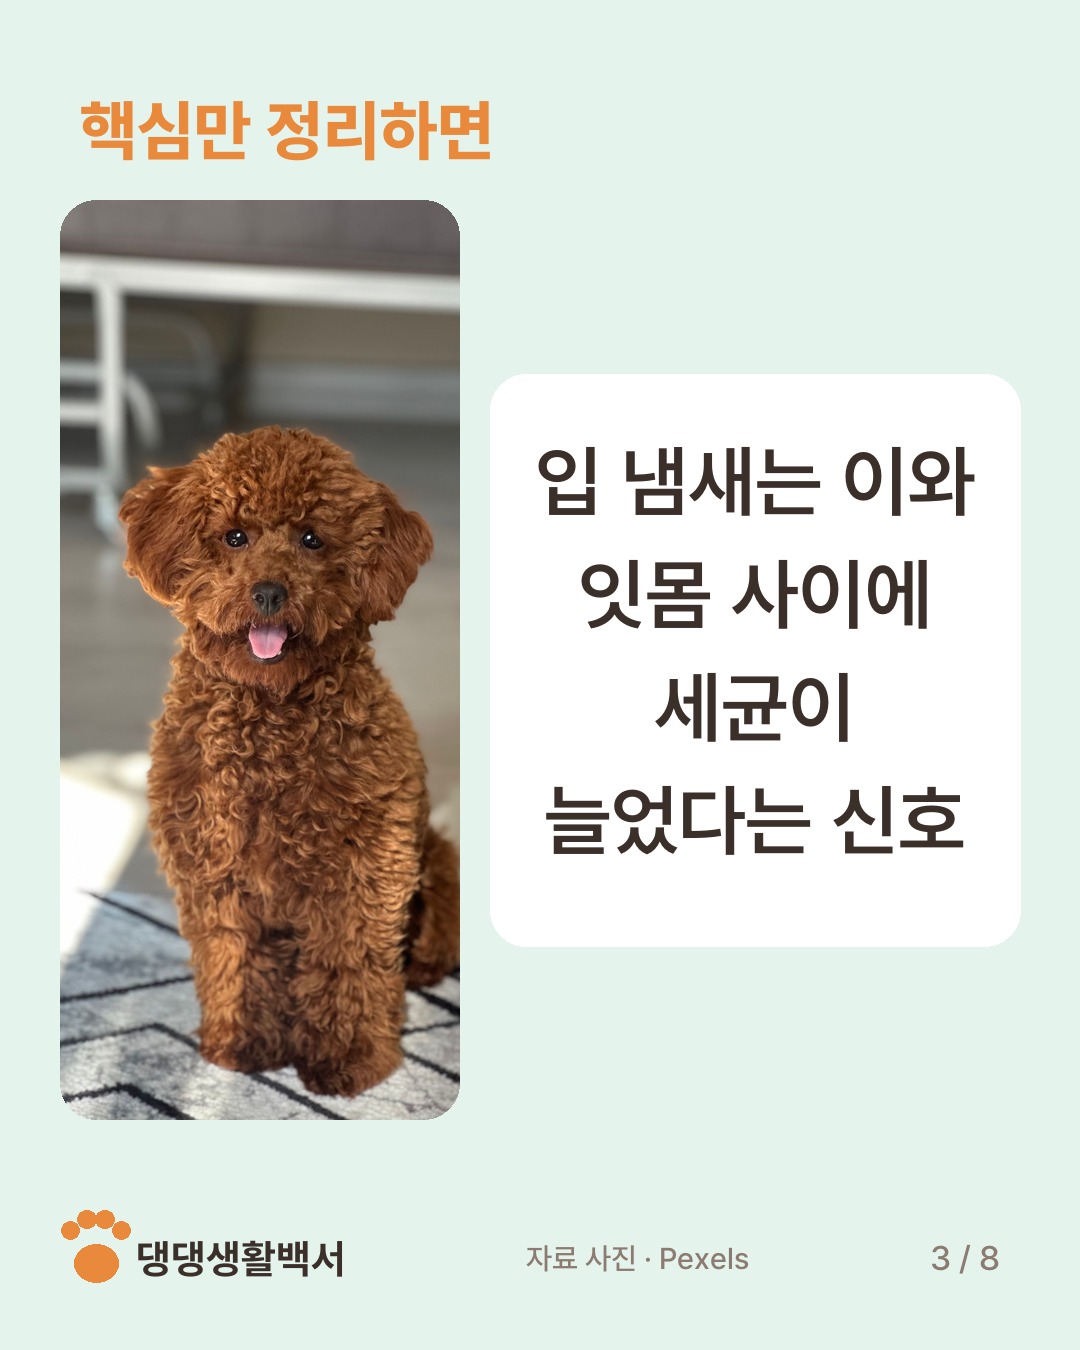 핵심만 정리하면
입 냄새는 이와
잇몸 사이에
세균이
늘었다는 신호
댕댕생활백서
자료 사진 · Pexels
3 / 8